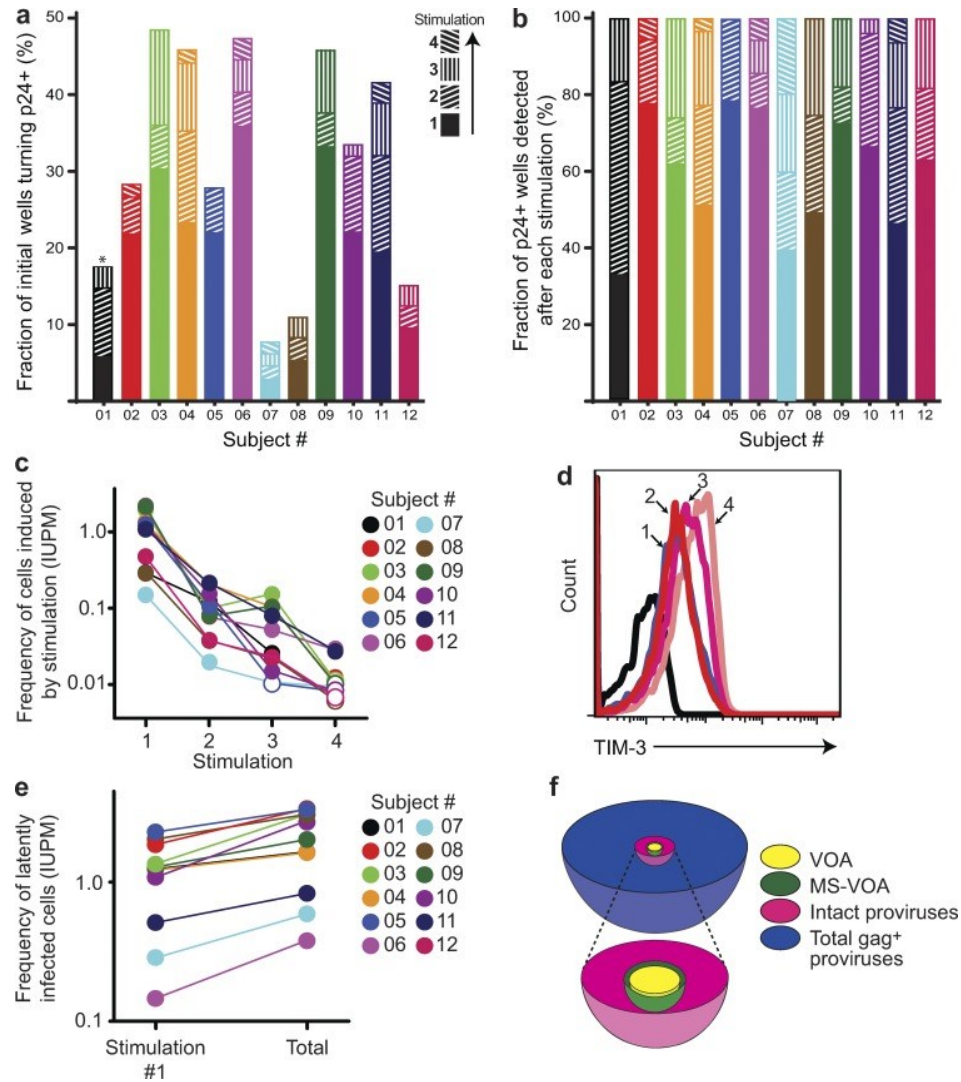 a
Fraction of initial wells turning p24+ (%)
50
40
30
20
10
*
01 02 03 04 05 06 07 08 09 10 11 12
Subject #
Stimulation
4
3
2
1
b
Fraction of p24+ wells detected
after each stimulation (%)
100
80
60
40
20
01 02 03 04 05 06 07 08 09 10 11 12
Subject #
c
Frequency of cells induced
by stimulation (IUPM)
1.0
0.1
0.01
1 2 3 4
Stimulation
Subject #
01 07
02 08
03 09
04 10
05 11
06 12
d
Count
1
2
3
4
TIM-3
e
Frequency of latently
infected cells (IUPM)
1.0
0.1
Stimulation
#1
Total
Subject #
01 07
02 08
03 09
04 10
05 11
06 12
f
VOA
MS-VOA
Intact proviruses
Total gag+
proviruses